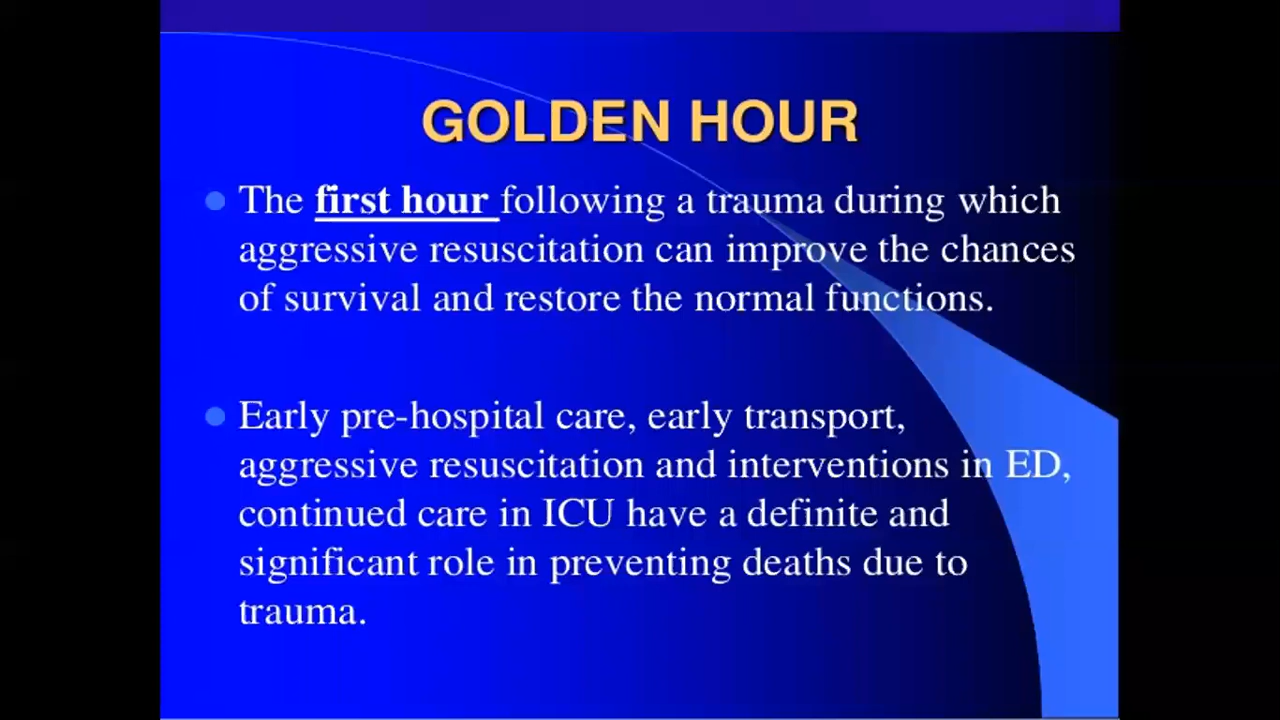 GOLDEN HOUR
The first hour following a trauma during which
aggressive resuscitation can improve the chances
of survival and restore the normal functions.
Early pre-hospital care, early transport,
aggressive resuscitation and interventions in ED,
continued care in ICU have a definite and
significant role in preventing deaths due to
trauma.